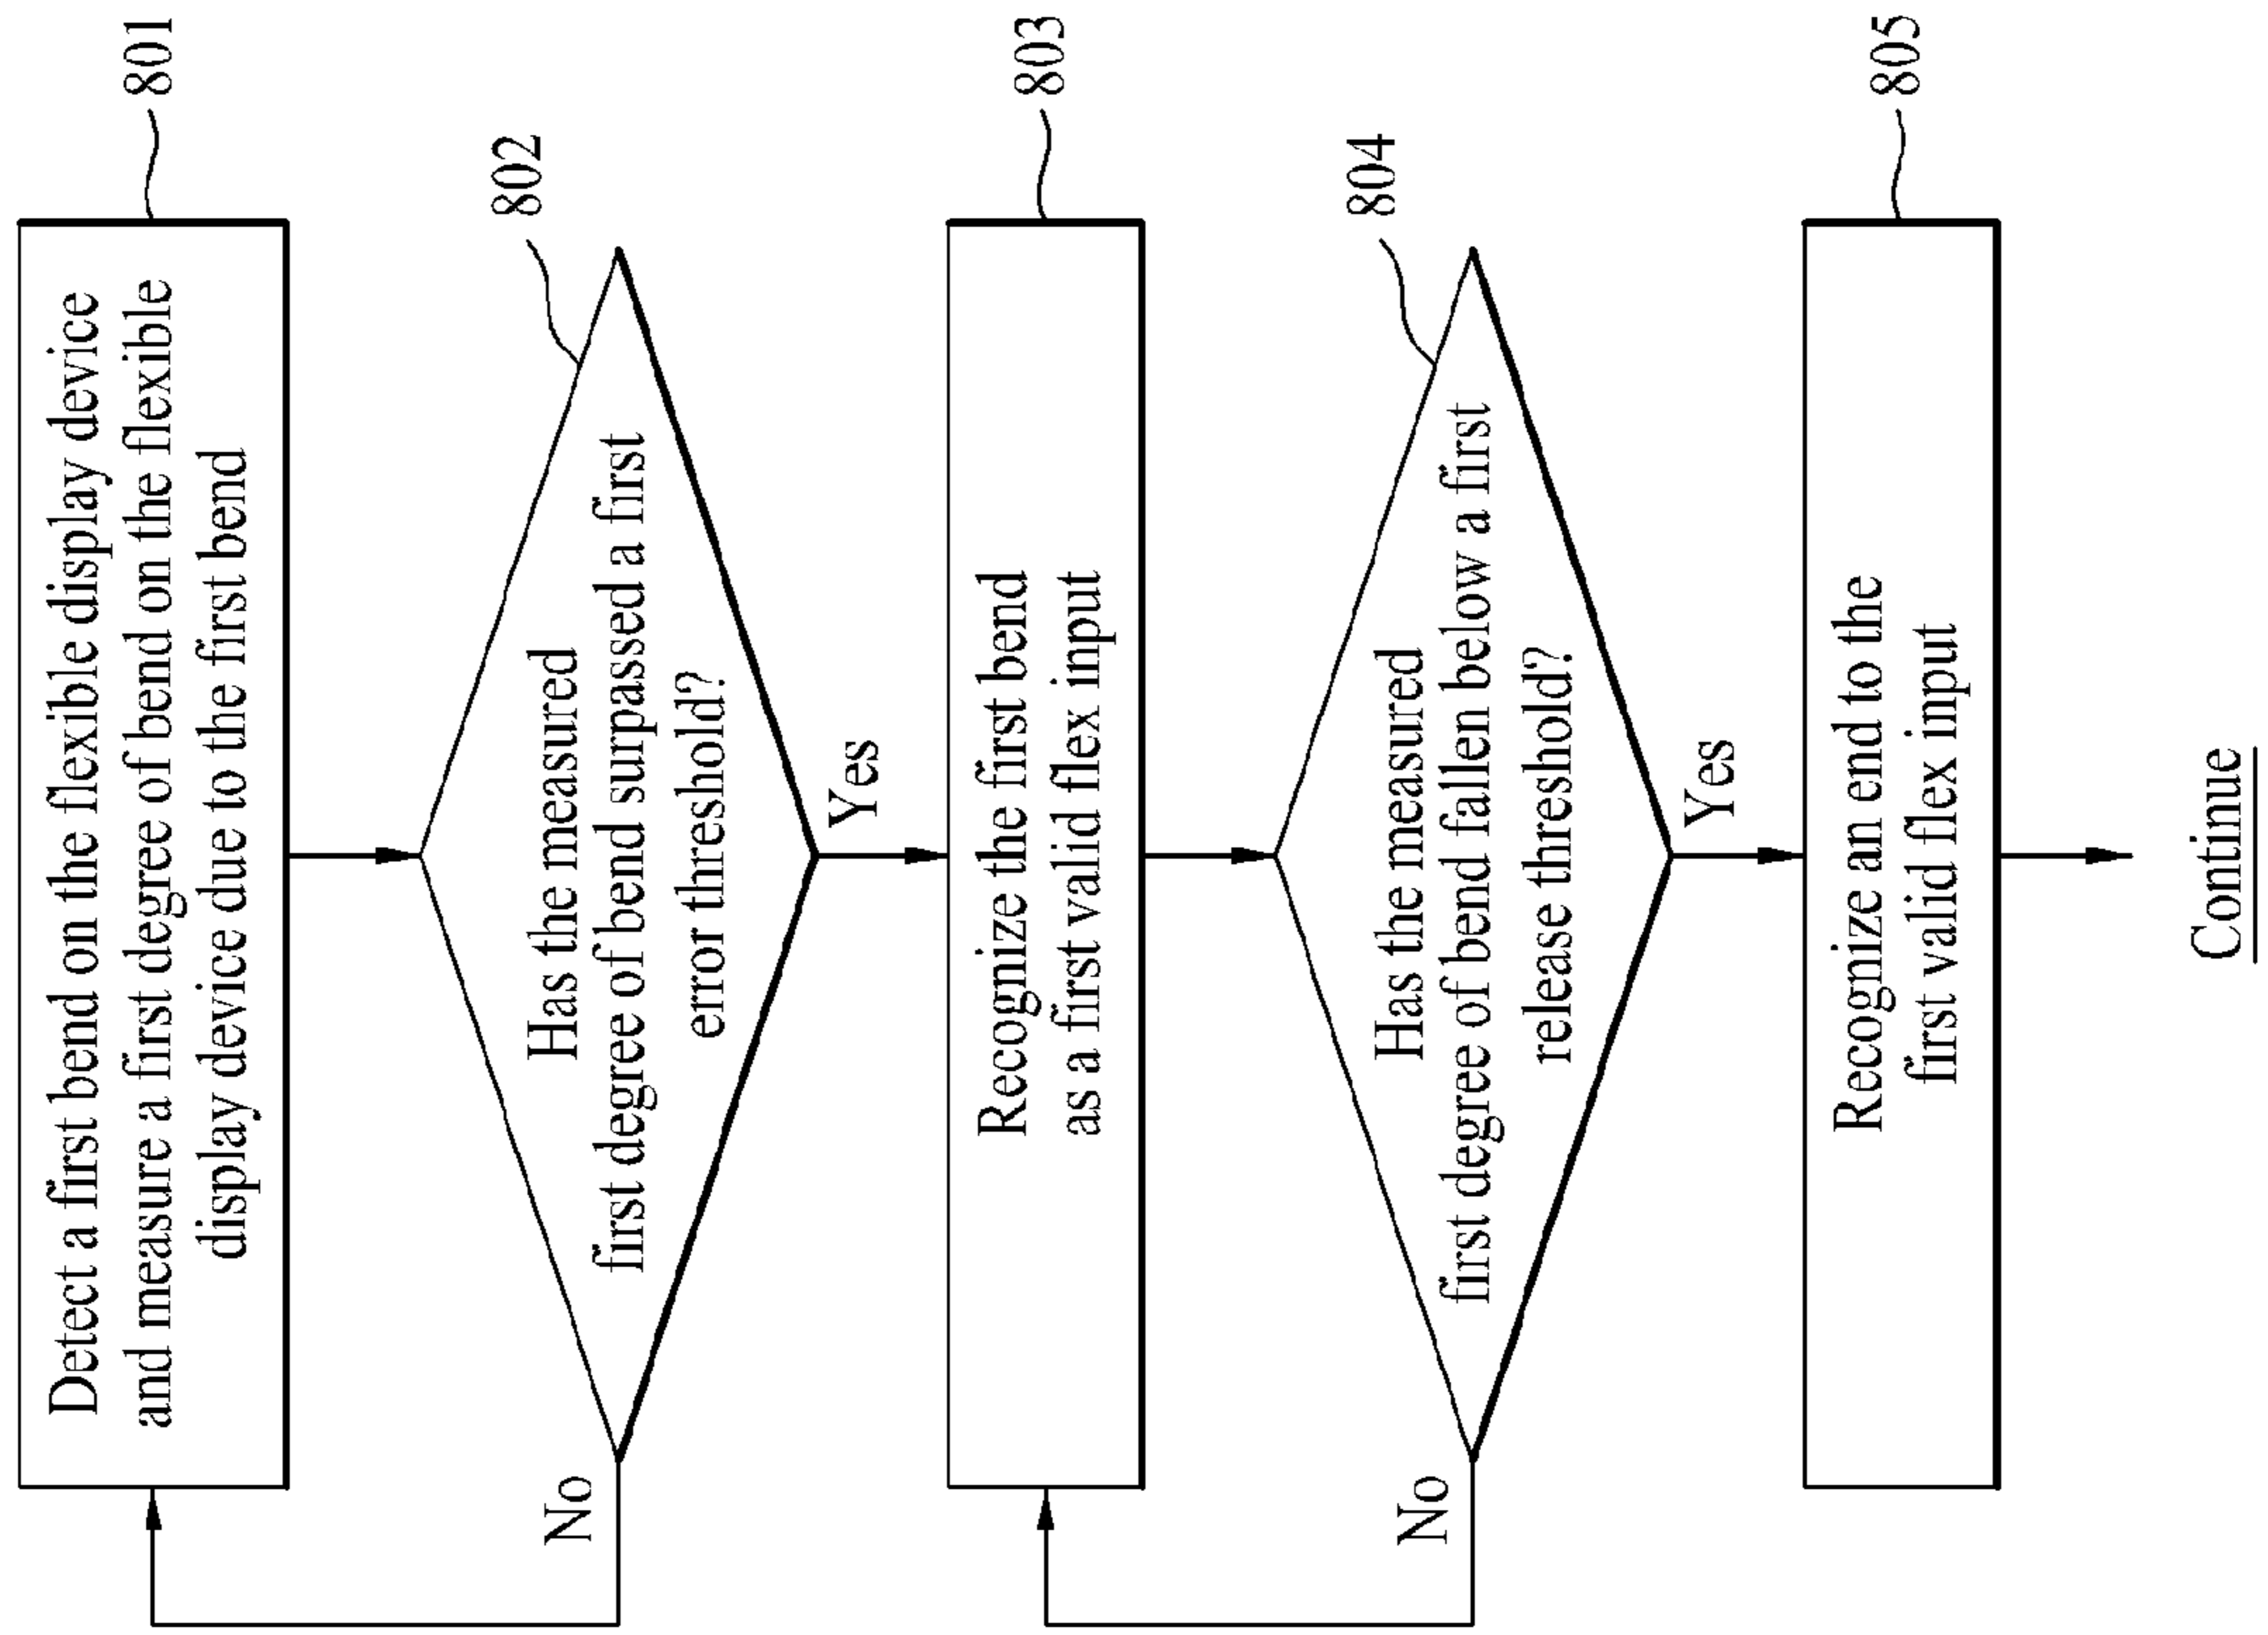 Detect a first bend on the flexible display device
and measure a first degree of bend on the flexible
display device due to the first bend
801
Has the measured
first degree of bend surpassed a first
error threshold?
802
No
Yes
Recognize the first bend
as a first valid flex input
803
Has the measured
first degree of bend fallen below a first
release threshold?
804
No
Yes
Recognize an end to the
first valid flex input
805
Continue